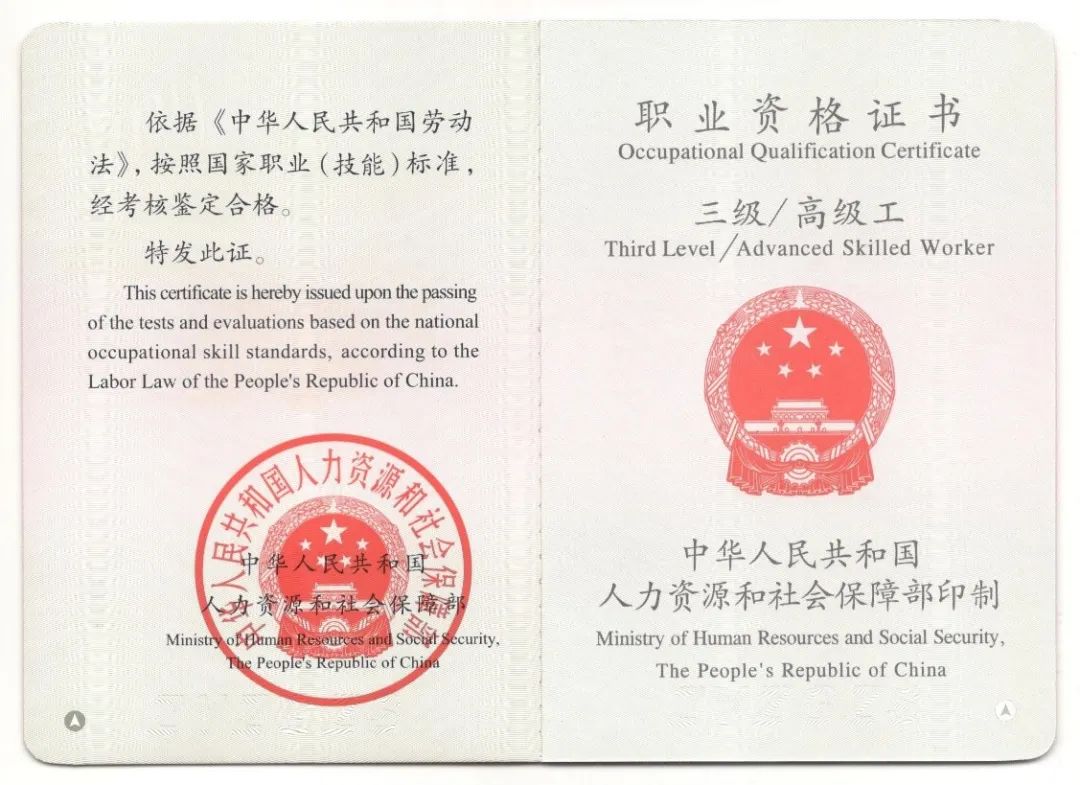 依据《中华人民共和国劳动
法》，按照国家职业(技能)标准，
经考核鉴定合格。
特发此证。
This certificate is hereby issued upon the passing
of the tests and evaluations based on the national
occupational skill standards, according to the
Labor Law of the People's Republic of China.
中华人民共和国人力资源和社会保障部
中华人民共和国
人力资源和社会保障部
Ministry of Human Resources and Social Security,
The People's Republic of China
职业资格证书
Occupational Qualification Certificate
三级/高级工
Third Level/Advanced Skilled Worker
中华人民共和国
人力资源和社会保障部印制
Ministry of Human Resources and Social Security,
The People's Republic of China